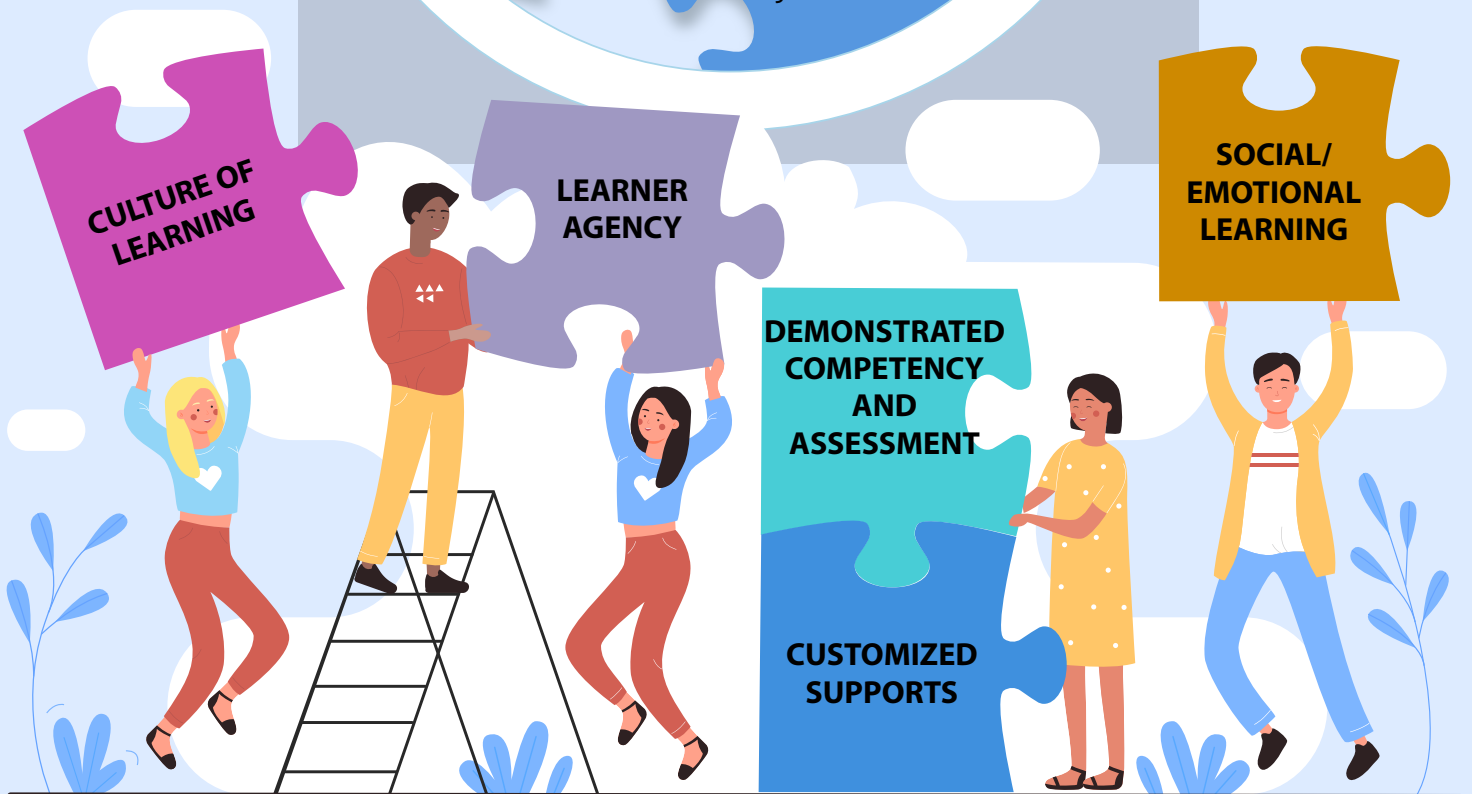 CULTURE OF
LEARNING
LEARNER
AGENCY
DEMONSTRATED
COMPETENCY
AND
ASSESSMENT
CUSTOMIZED
SUPPORTS
SOCIAL/
EMOTIONAL
LEARNING